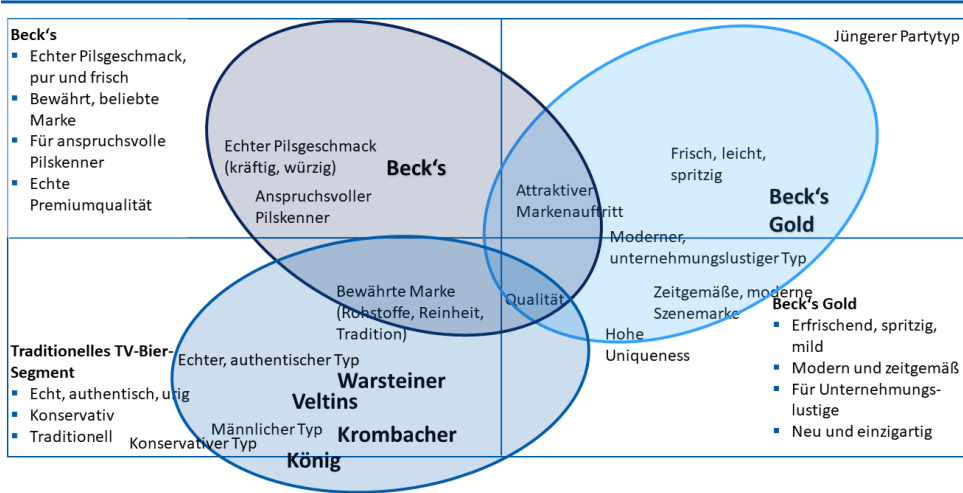 Beck‘s
Echter Pilsgeschmack,
pur und frisch
Bewährt, beliebte
Marke
Für anspruchsvolle
Pilskenner
Echte
Premiumqualität
Echter Pilsgeschmack
(kräftig, würzig)
Beck‘s
Anspruchsvoller
Pilskenner
Attraktiver
Markenauftritt
Jüngerer Partytyp
Frisch, leicht,
spritzig
Beck‘s
Gold
Moderner,
unternehmungslustiger Typ
Bewährte Marke
(Rohstoffe, Reinheit,
Tradition)
Qualität
Zeitgemäße, moderne
Szenemarke
Hohe
Uniqueness
Traditionelles TV-Bier-
Segment
Echt, authentisch, urig
Konservativ
Traditionell
Echter, authentischer Typ
Warsteiner
Veltins
Männlicher Typ
Krombacher
Konservativer Typ
König
Beck‘s Gold
Erfrischend, spritzig,
mild
Modern und zeitgemäß
Für Unternehmungs-
lustige
Neu und einzigartig